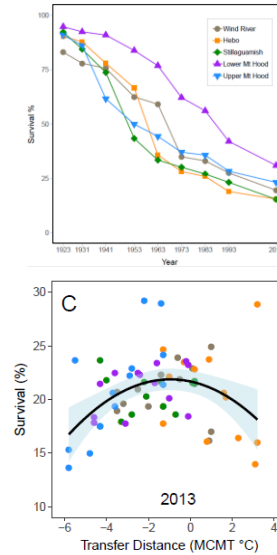 Survival %
100
75
50
25
0
Wind River
Hebo
Stillaguamish
Lower Mt Hood
Upper Mt Hood
1923 1931 1941 1953 1963 1973 1983 1993
Year
C
Survival (%)
30
25
20
15
10
2013
-6 -4 -2 0 2 4
Transfer Distance (MCMT °C)